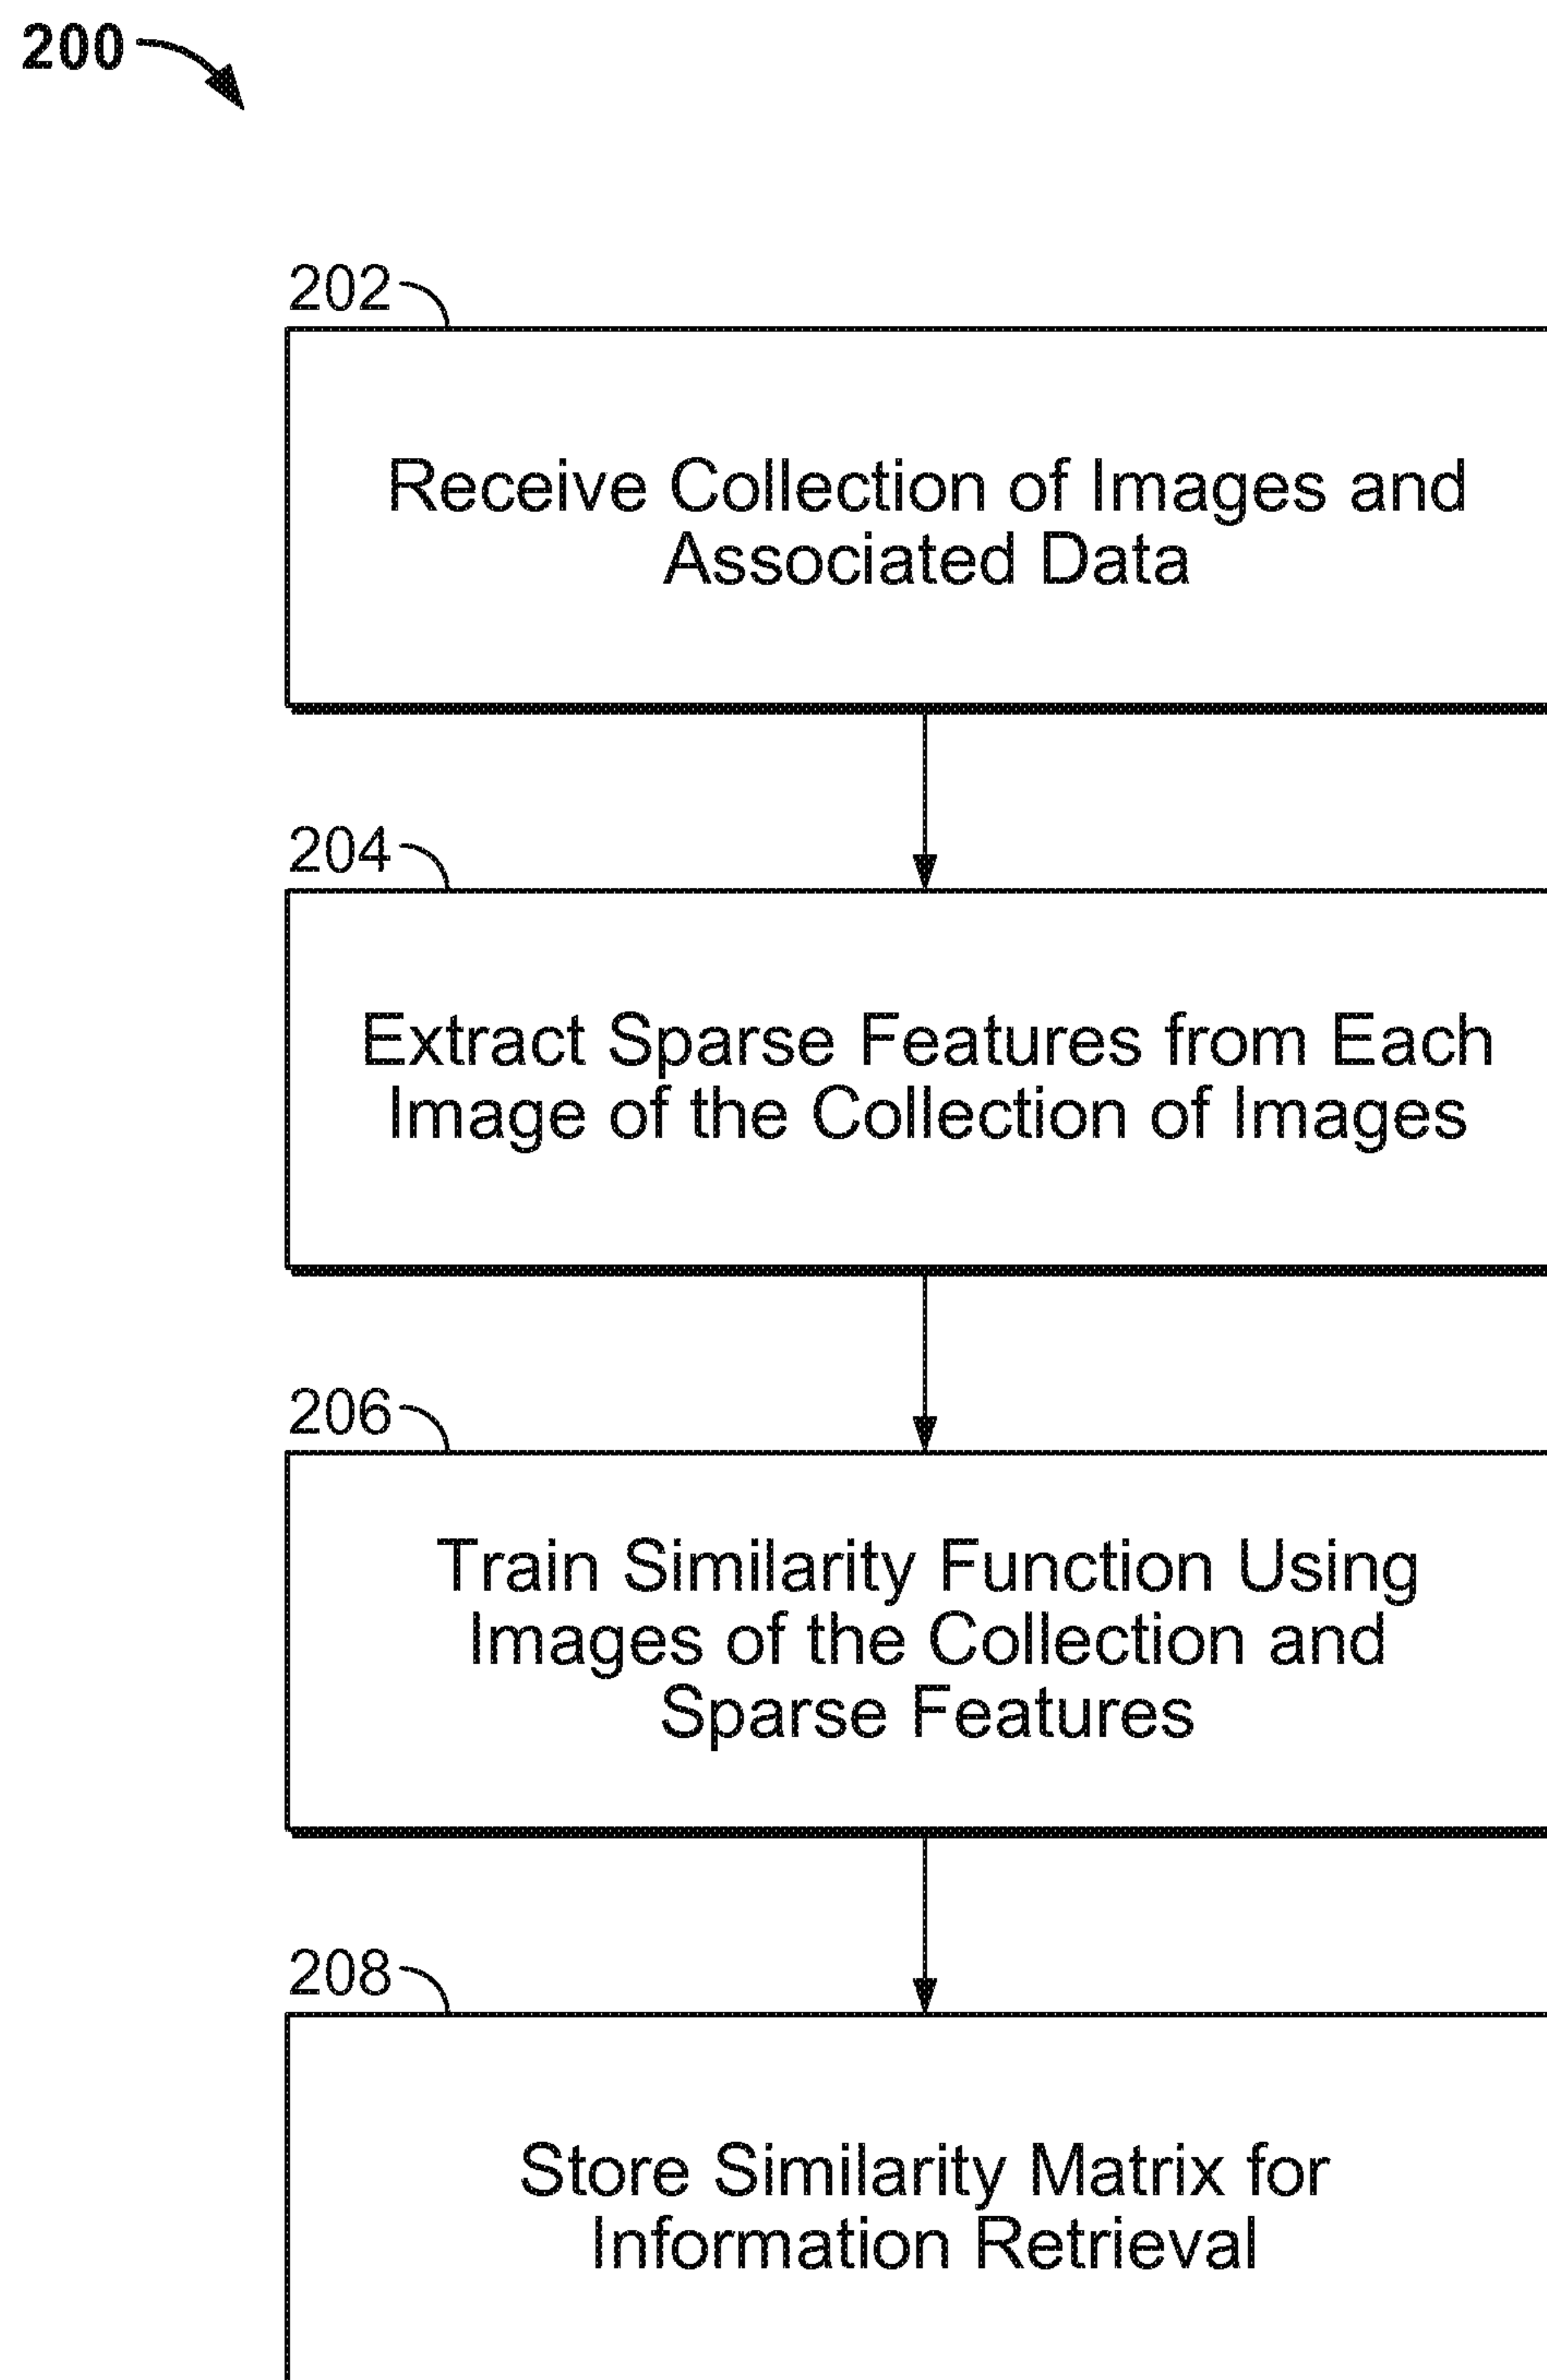 200
202
Receive Collection of Images and
Associated Data
204
Extract Sparse Features from Each
Image of the Collection of Images
206
Train Similarity Function Using
Images of the Collection and
Sparse Features
208
Store Similarity Matrix for
Information Retrieval